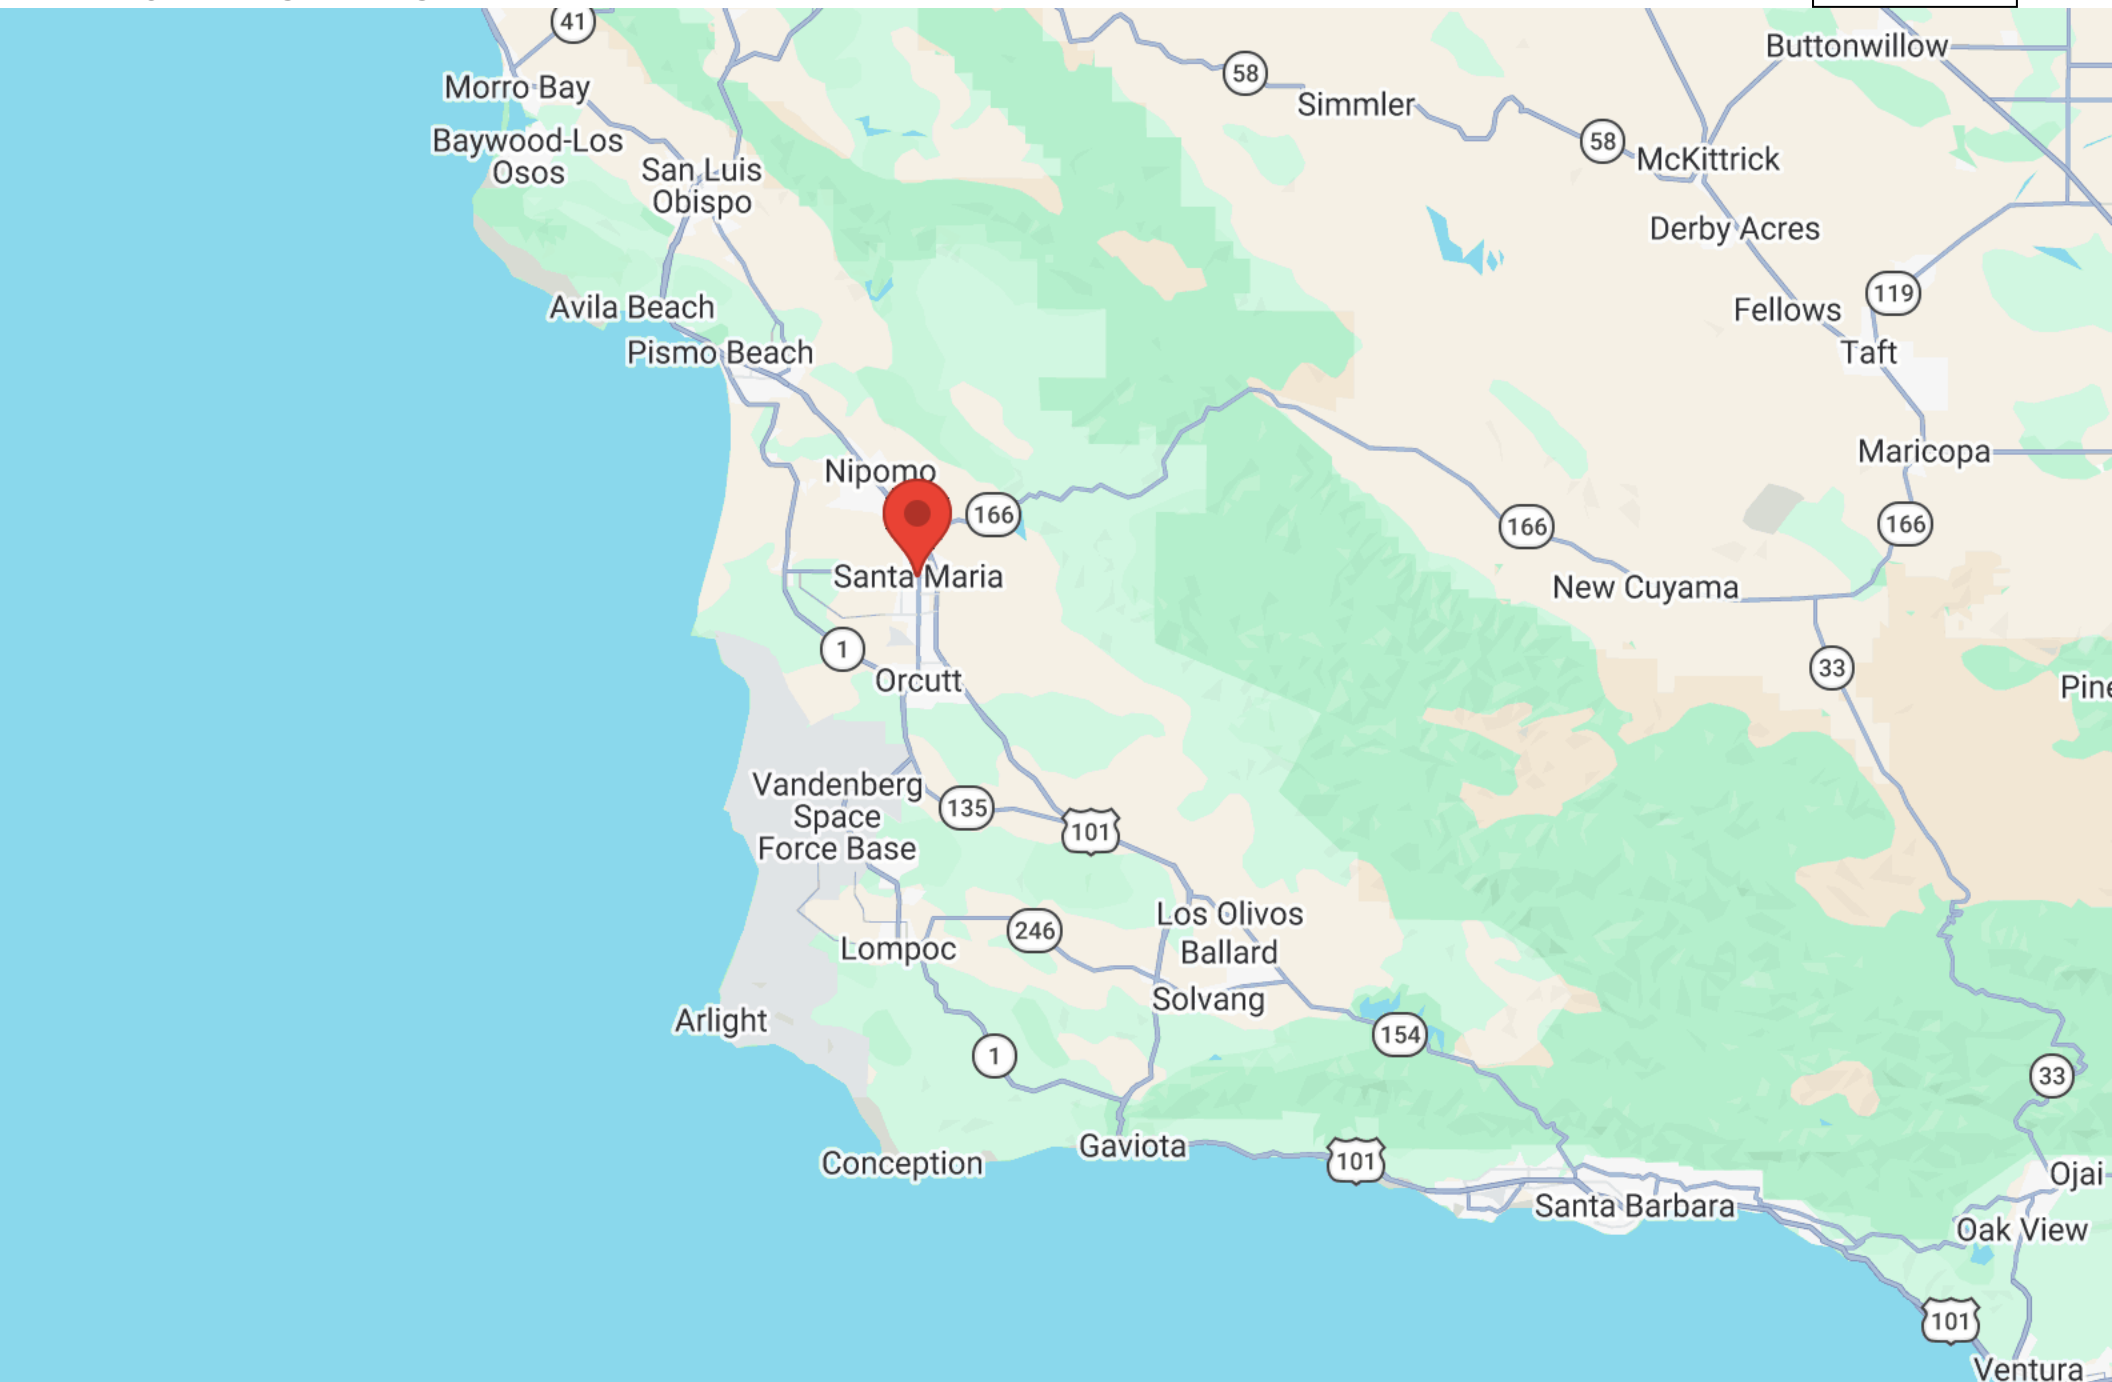 41
Buttonwillow
58
Morro Bay
Simmler
58
Baywood-Los
Osos
McKittrick
San Luis
Obispo
Derby Acres
119
Avila Beach
Fellows
Pismo Beach
Taft
Maricopa
Nipomo
166
166
166
Santa Maria
New Cuyama
1
33
Orcutt
Pine
Vandenberg
Space
Force Base
135
101
Los Olivos
246
Lompoc
Ballard
Solvang
Arlight
154
1
33
Gaviota
Conception
101
Ojai
Santa Barbara
Oak View
101
Ventura